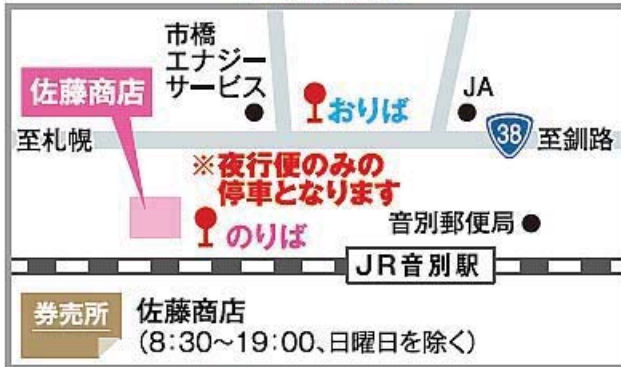 市橋
エナジー
サービス
佐藤商店
おりば
JA
至札幌
38
至釧路
※夜行便のみの
停車となります
のりば
音別郵便局
JR音別駅
券売所
佐藤商店
(8:30～19:00、日曜日を除く)